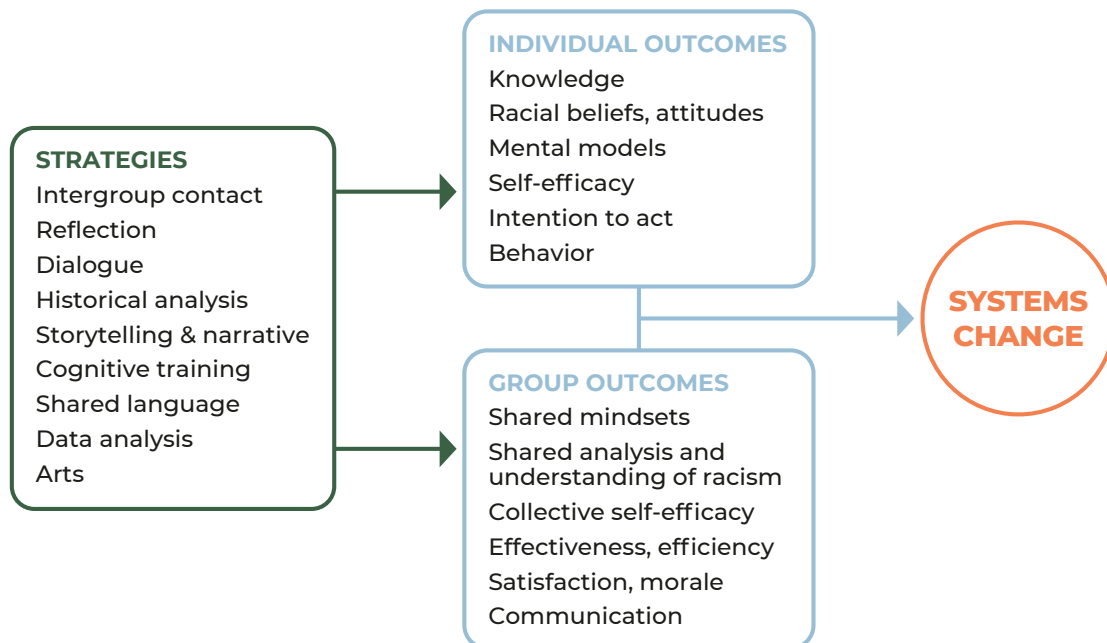 STRATEGIES
Intergroup contact
Reflection
Dialogue
Historical analysis
Storytelling & narrative
Cognitive training
Shared language
Data analysis
Arts
INDIVIDUAL OUTCOMES
Knowledge
Racial beliefs, attitudes
Mental models
Self-efficacy
Intention to act
Behavior
GROUP OUTCOMES
Shared mindsets
Shared analysis and
understanding of racism
Collective self-efficacy
Effectiveness, efficiency
Satisfaction, morale
Communication
SYSTEMS
CHANGE